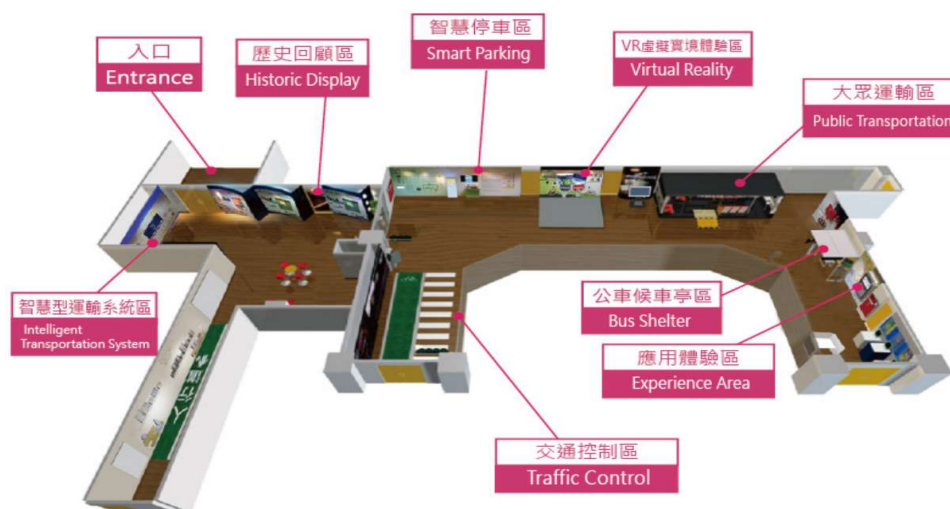 入口
Entrance
歷史回顧區
Historic Display
智慧停車區
Smart Parking
VR虛擬實境體驗區
Virtual Reality
大眾運輸區
Public Transportation
智慧型運輸系統區
Intelligent
Transportation System
公車候車亭區
Bus Shelter
應用體驗區
Experience Area
交通控制區
Traffic Control
人行道